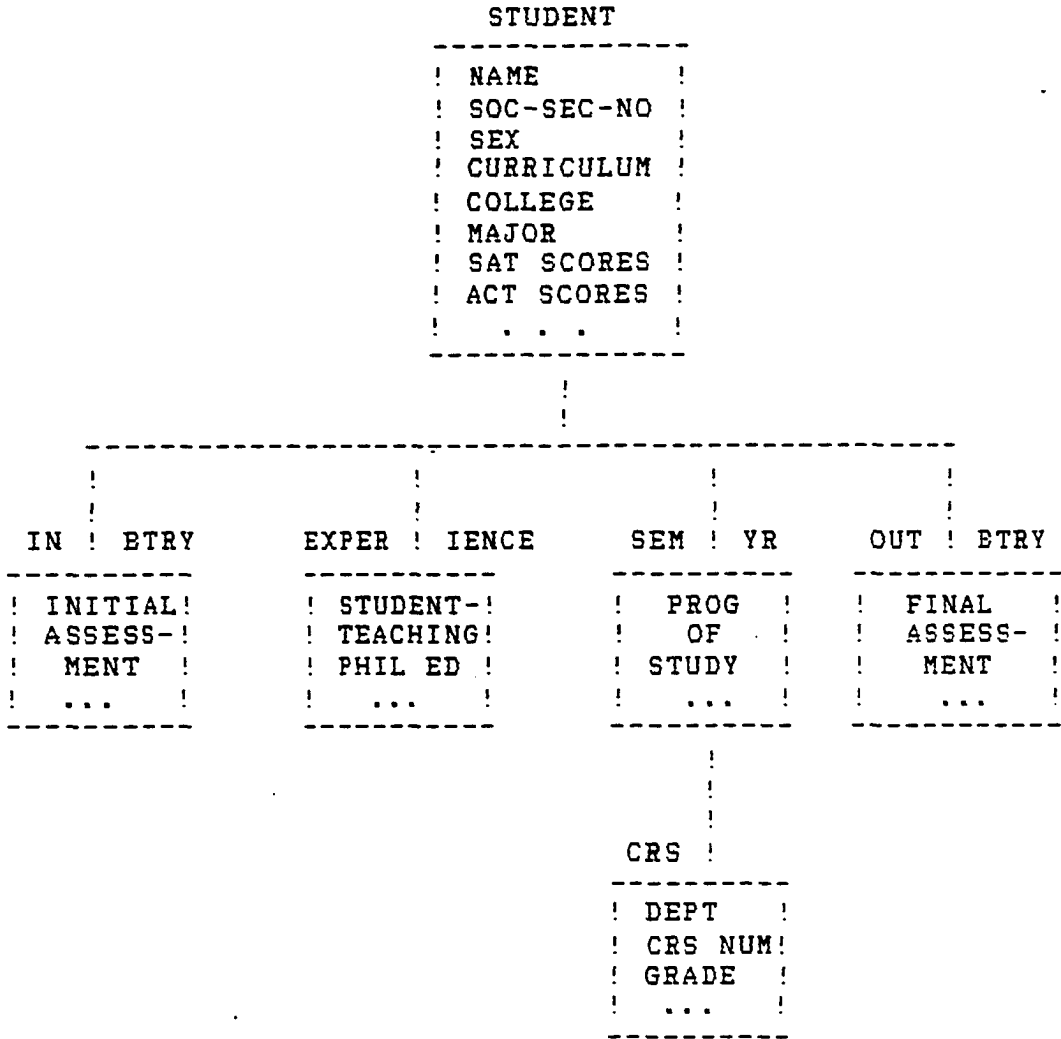 STUDENT
NAME
SOC-SEC-NO
SEX
CURRICULUM
COLLEGE
MAJOR
SAT SCORES
ACT SCORES
. . .
IN ! BTRY EXPER ! IENCE SEM ! YR OUT ! BTRY
INITIAL
ASSESS-
MENT
...
STUDENT-
TEACHING
PHIL ED
...
PROG
OF
STUDY
...
FINAL
ASSESS-
MENT
...
CRS
DEPT
CRS NUM
GRADE
...